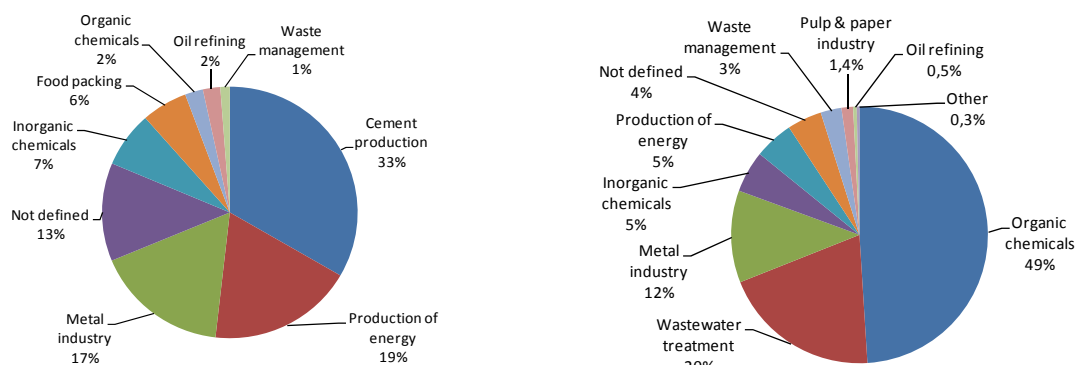 Organic
chemicals
2%
Oil refining
2%
Waste
management
1%
Food packing
6%
Inorganic
chemicals
7%
Cement
production
33%
Not defined
13%
Metal
industry
17%
Production of
energy
19%
Waste
management
3%
Pulp & paper
industry
1,4%
Oil refining
0,5%
Not defined
4%
Other
0,3%
Production of
energy
5%
Inorganic
chemicals
5%
Organic
chemicals
49%
Metal
industry
12%
Wastewater
treatment